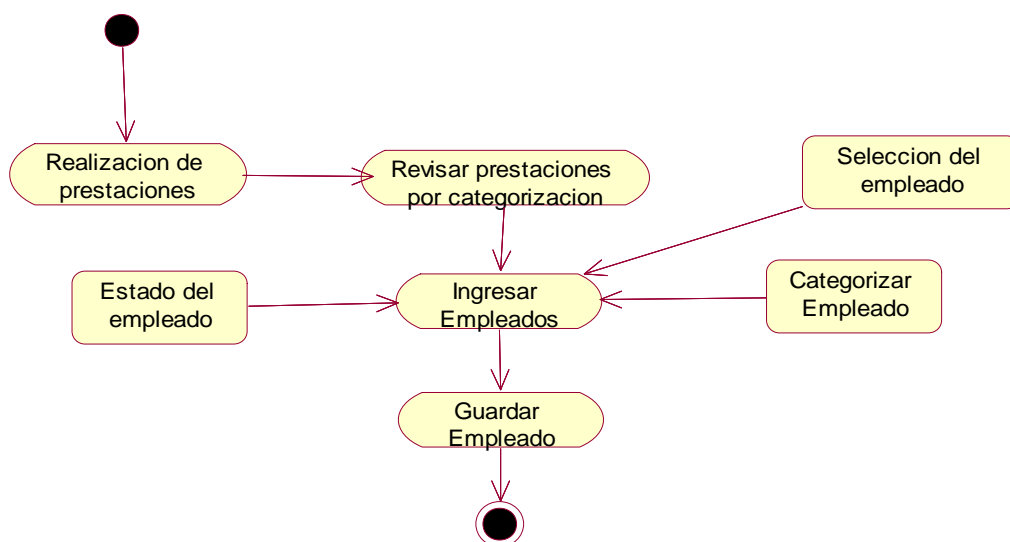 Realizacion de
prestaciones
Revisar prestaciones
por categorizacion
Seleccion del
empleado
Estado del
empleado
Ingresar
Empleados
Categorizar
Empleado
Guardar
Empleado